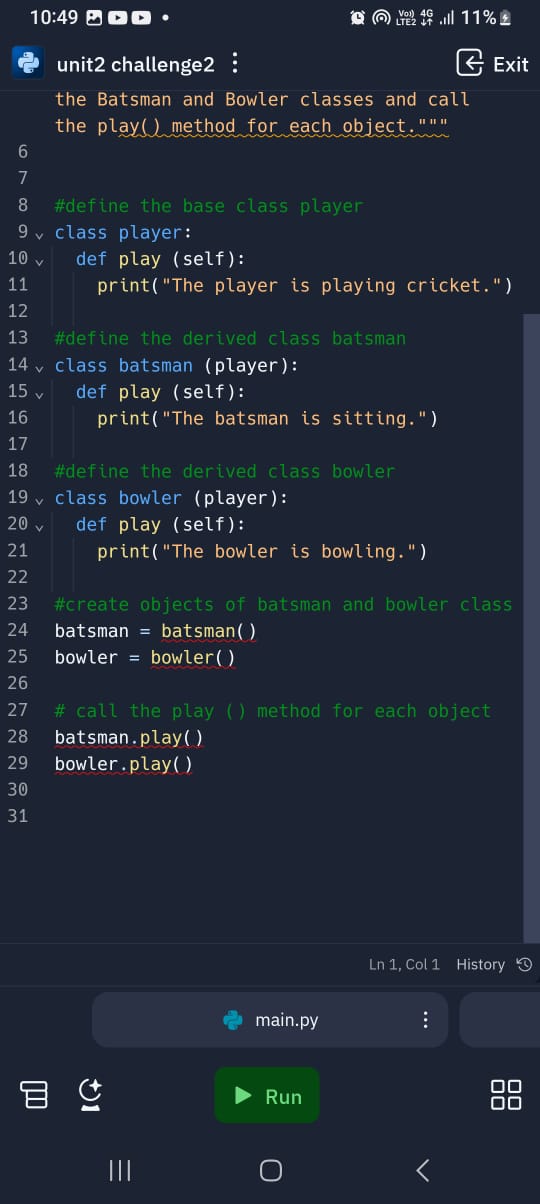 10:49
Vo)) 4G
LTE2
11%
unit2 challenge2
Exit
the Batsman and Bowler classes and call
the play() method for each object."""
6
7
8 #define the base class player
9 class player:
10 def play (self):
11 print("The player is playing cricket.")
12
13 #define the derived class batsman
14 class batsman (player):
15 def play (self):
16 print("The batsman is sitting.")
17
18 #define the derived class bowler
19 class bowler (player):
20 def play (self):
21 print("The bowler is bowling.")
22
23 #create objects of batsman and bowler class
24 batsman = batsman()
25 bowler = bowler()
26
27 # call the play () method for each object
28 batsman.play()
29 bowler.play()
30
31
Ln 1, Col 1 History
main.py
Run